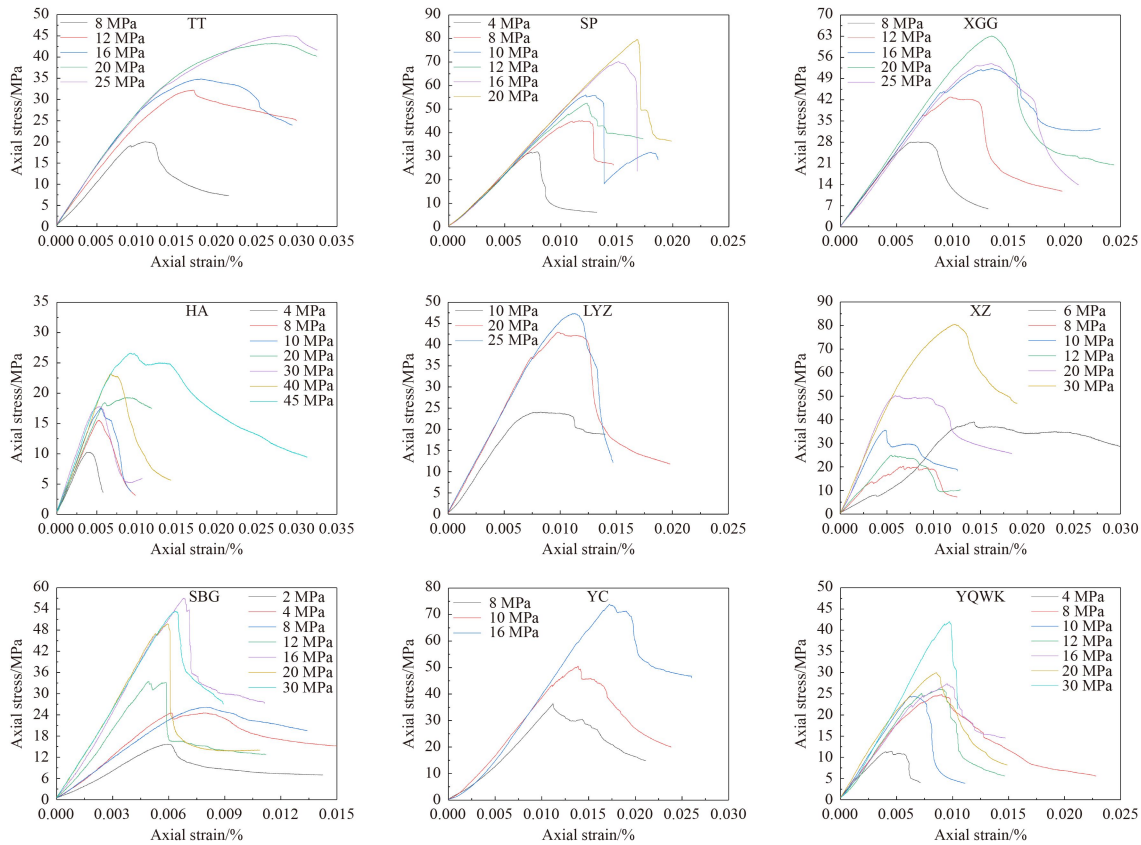 TT
8 MPa
12 MPa
16 MPa
20 MPa
25 MPa
Axial stress/MPa
50
45
40
35
30
25
20
15
10
5
0
0.000 0.005 0.010 0.015 0.020 0.025 0.030 0.035
Axial strain/%
SP
4 MPa
8 MPa
10 MPa
12 MPa
16 MPa
20 MPa
Axial stress/MPa
90
80
70
60
50
40
30
20
10
0
0.000 0.005 0.010 0.015 0.020 0.025
Axial strain/%
XGG
8 MPa
12 MPa
16 MPa
20 MPa
25 MPa
Axial stress/MPa
70
63
56
49
42
36
28
21
14
7
0
0.000 0.005 0.010 0.015 0.020 0.025
Axial strain/%
HA
4 MPa
8 MPa
10 MPa
20 MPa
30 MPa
40 MPa
45 MPa
Axial stress/MPa
35
30
25
20
15
10
5
0
0.000 0.005 0.010 0.015 0.020 0.025 0.030 0.035
Axial strain/%
LYZ
10 MPa
20 MPa
25 MPa
Axial stress/MPa
50
45
40
35
30
25
20
15
10
5
0
0.000 0.005 0.010 0.015 0.020 0.025
Axial strain/%
XZ
6 MPa
8 MPa
10 MPa
12 MPa
20 MPa
30 MPa
Axial stress/MPa
90
80
70
60
50
40
30
20
10
0
0.000 0.005 0.010 0.015 0.020 0.025 0.030
Axial strain/%
SBG
2 MPa
4 MPa
8 MPa
12 MPa
16 MPa
20 MPa
30 MPa
Axial stress/MPa
60
54
48
42
36
30
24
18
12
6
0
0.000 0.003 0.006 0.009 0.012 0.015
Axial strain/%
YC
8 MPa
10 MPa
16 MPa
Axial stress/MPa
80
70
60
50
40
30
20
10
0
0.000 0.005 0.010 0.015 0.020 0.025 0.030
Axial strain/%
YQWK
4 MPa
8 MPa
10 MPa
12 MPa
16 MPa
20 MPa
30 MPa
Axial stress/MPa
50
45
40
35
30
25
20
15
10
5
0
0.000 0.005 0.010 0.015 0.020 0.025
Axial strain/%